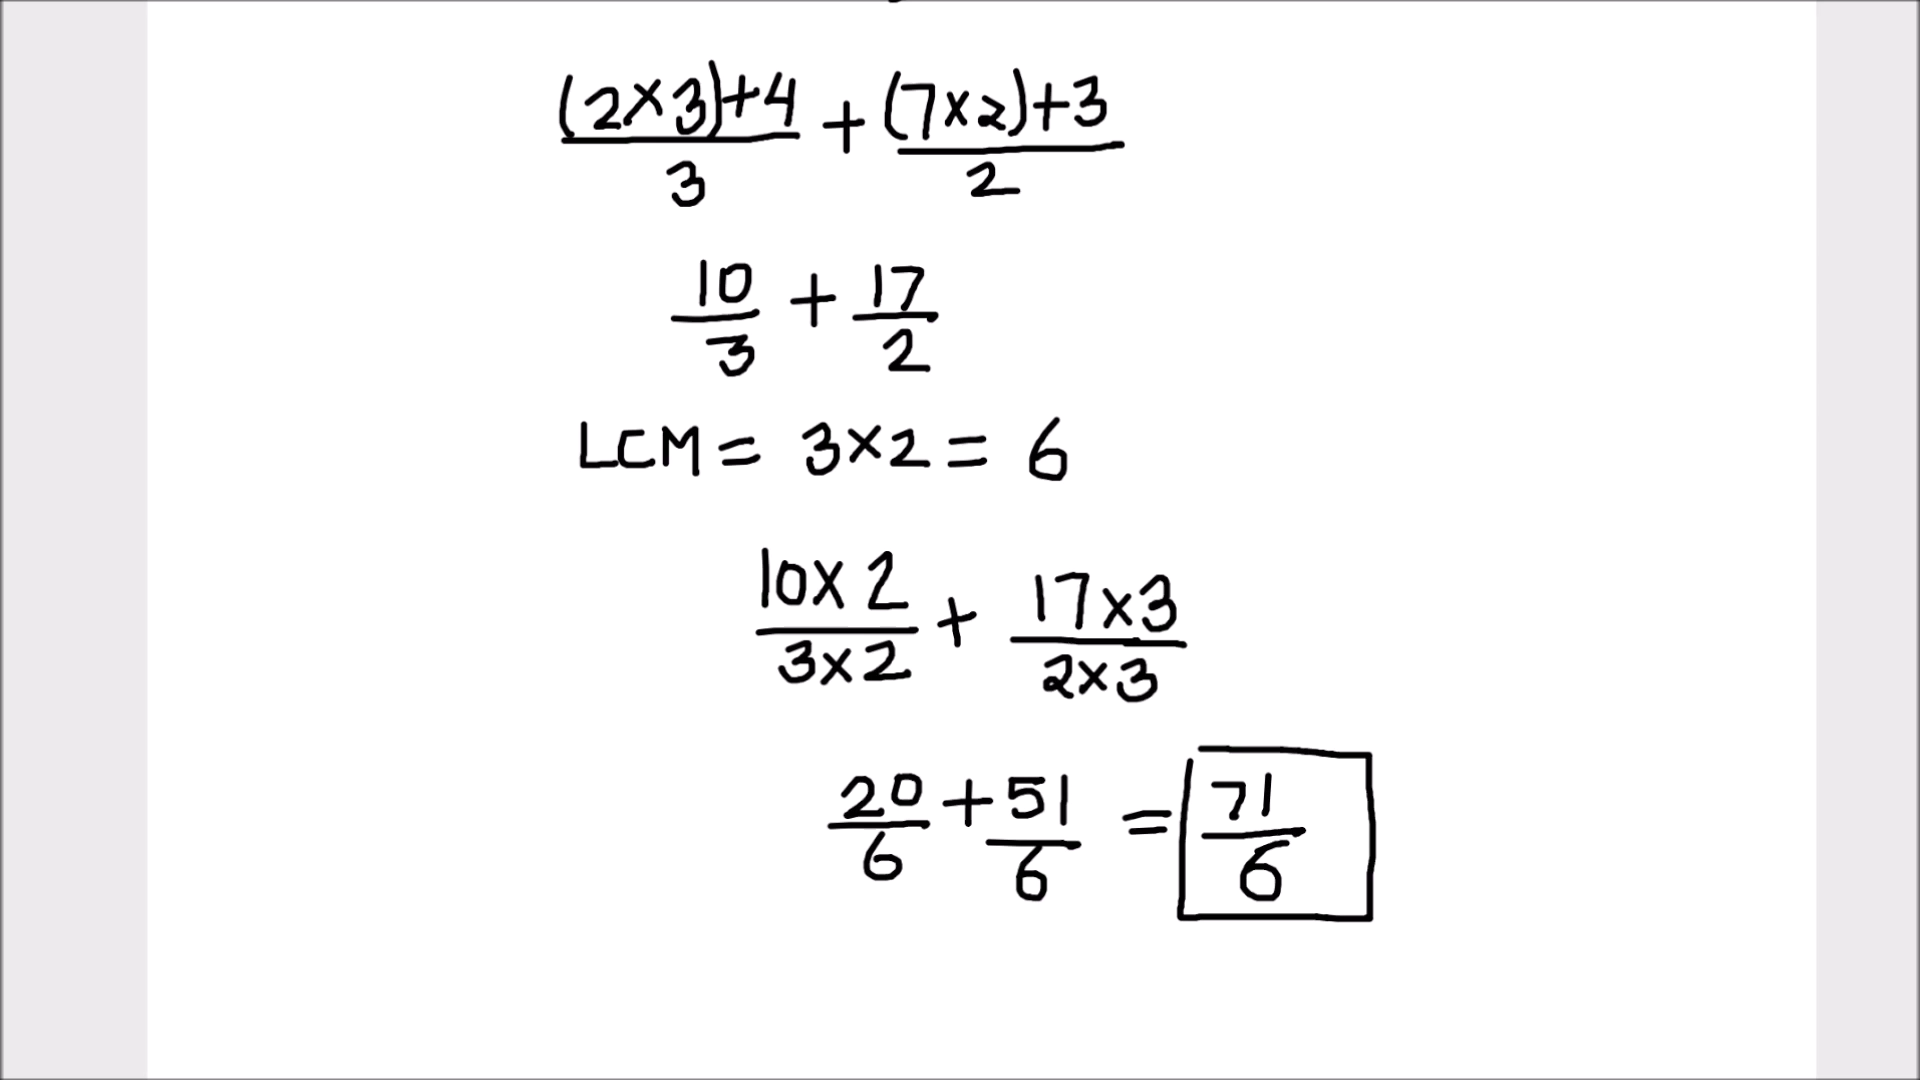 (2×3)+4/3 + (7×2)+3/2
10/3 + 17/2
LCM = 3×2 = 6
10×2/3×2 + 17×3/2×3
20/6 + 51/6 = 71/6